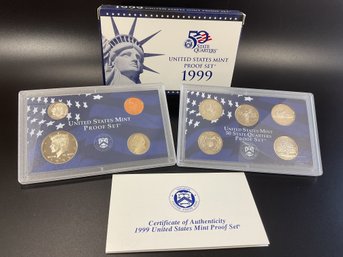 50
STATE
QUARTERS®
UNITED STATES MINT
PROOF SET®
1999
UNITED STATES MINT
PROOF SET®
UNITED STATES MINT
50 STATE QUARTERS
PROOF SET®
Certificate of Authenticity
1999 United States Mint Proof Set®